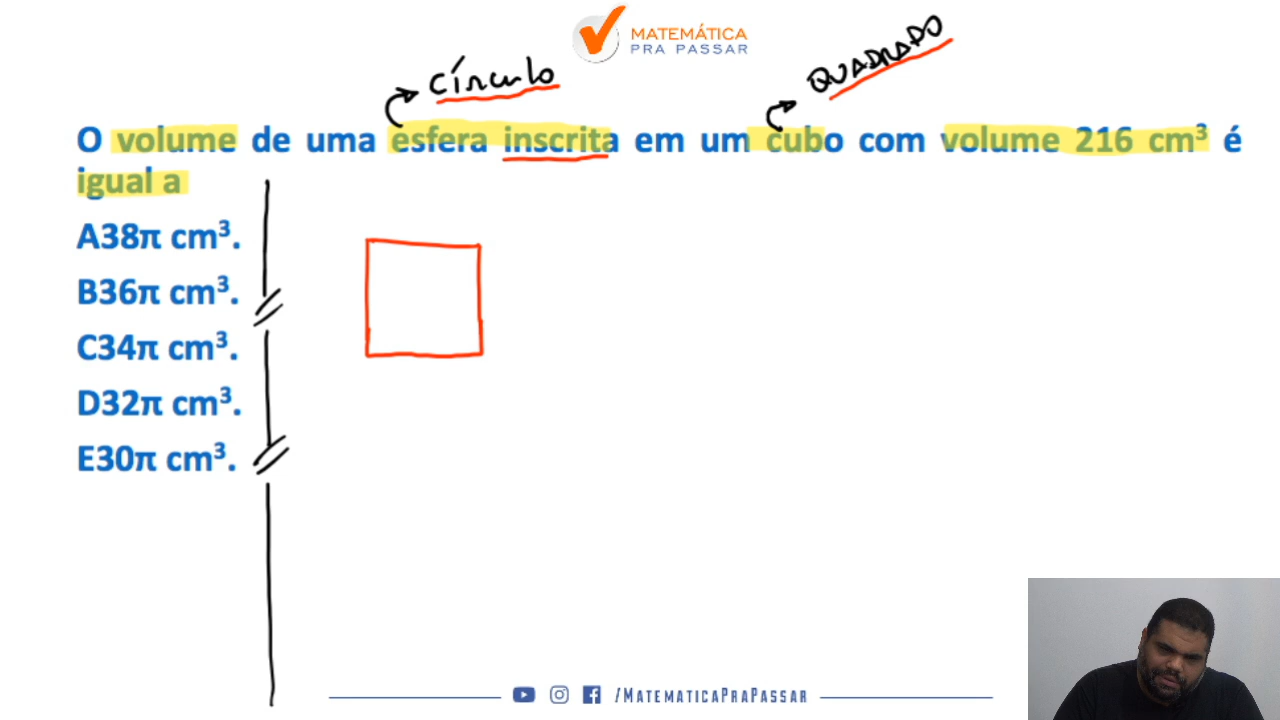 MATEMÁTICA
PRA PASSAR
círculo
QUADRADO
O volume de uma esfera inscrita em um cubo com volume 216 cm³ é
igual a
A38π cm³.
B36π cm³.
C34π cm³.
D32π cm³.
E30π cm³.
/MATEMATICAPRAPASSAR